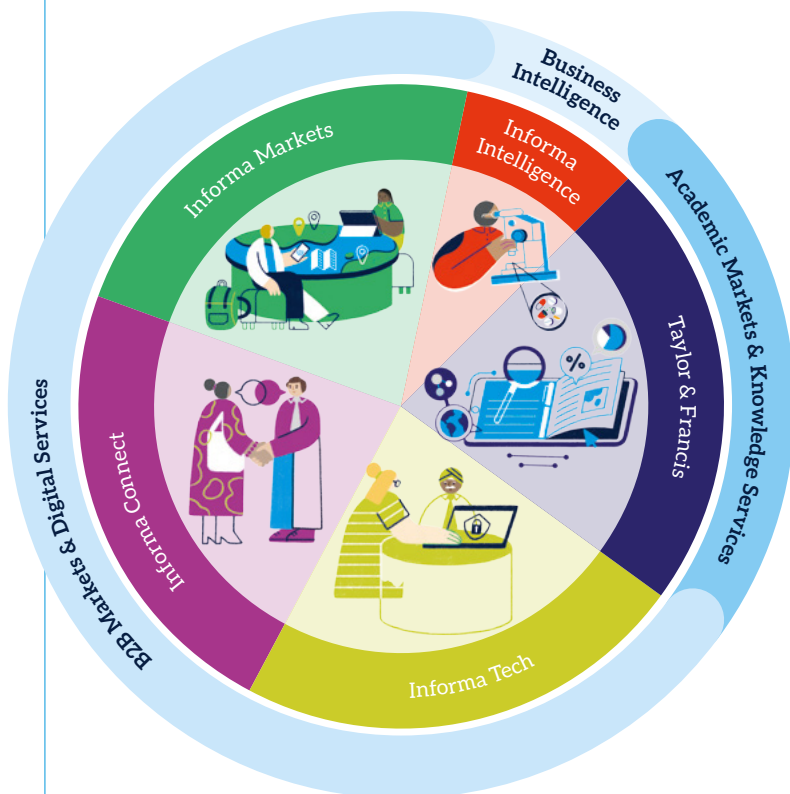 Business
Intelligence
Academic Markets & Knowledge Services
B2B Markets & Digital Services
Informa Markets
Informa
Intelligence
Taylor & Francis
Informa Tech
Informa Connect
%